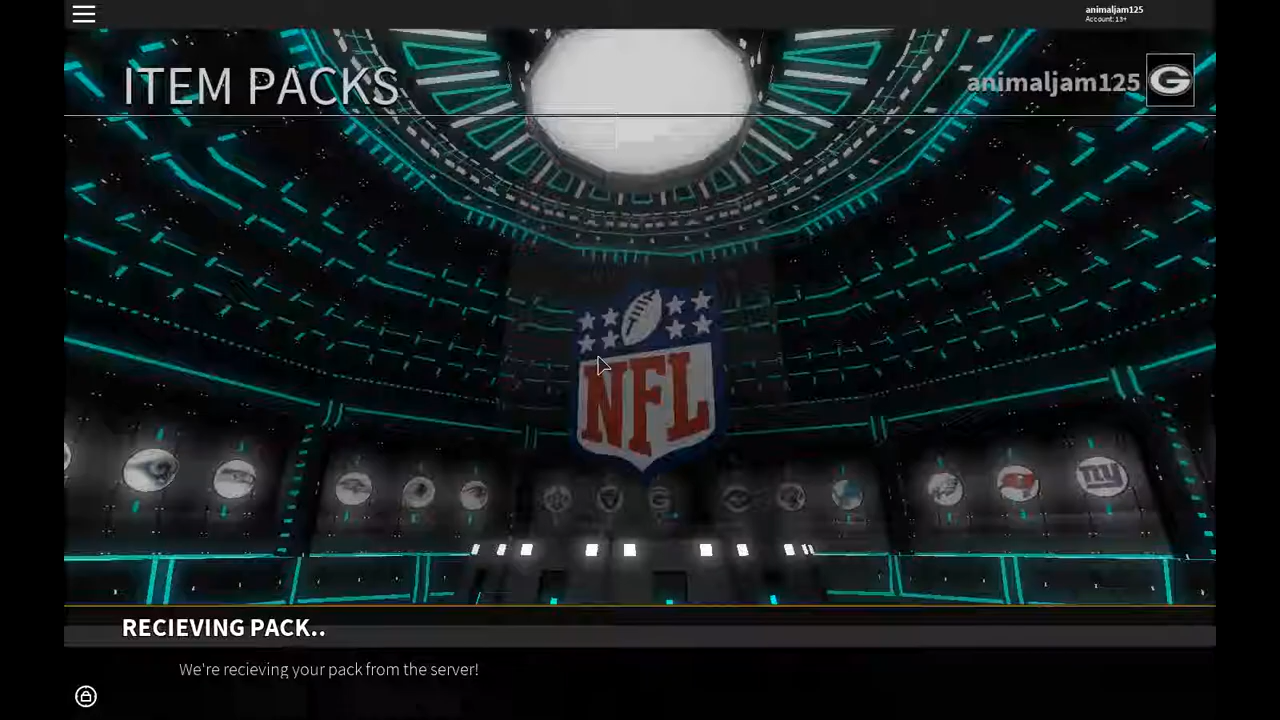 animaljam125
Account: 13+
ITEM PACKS
animaljam125
G
NFL
RECIEVING PACK..
We're recieving your pack from the server!